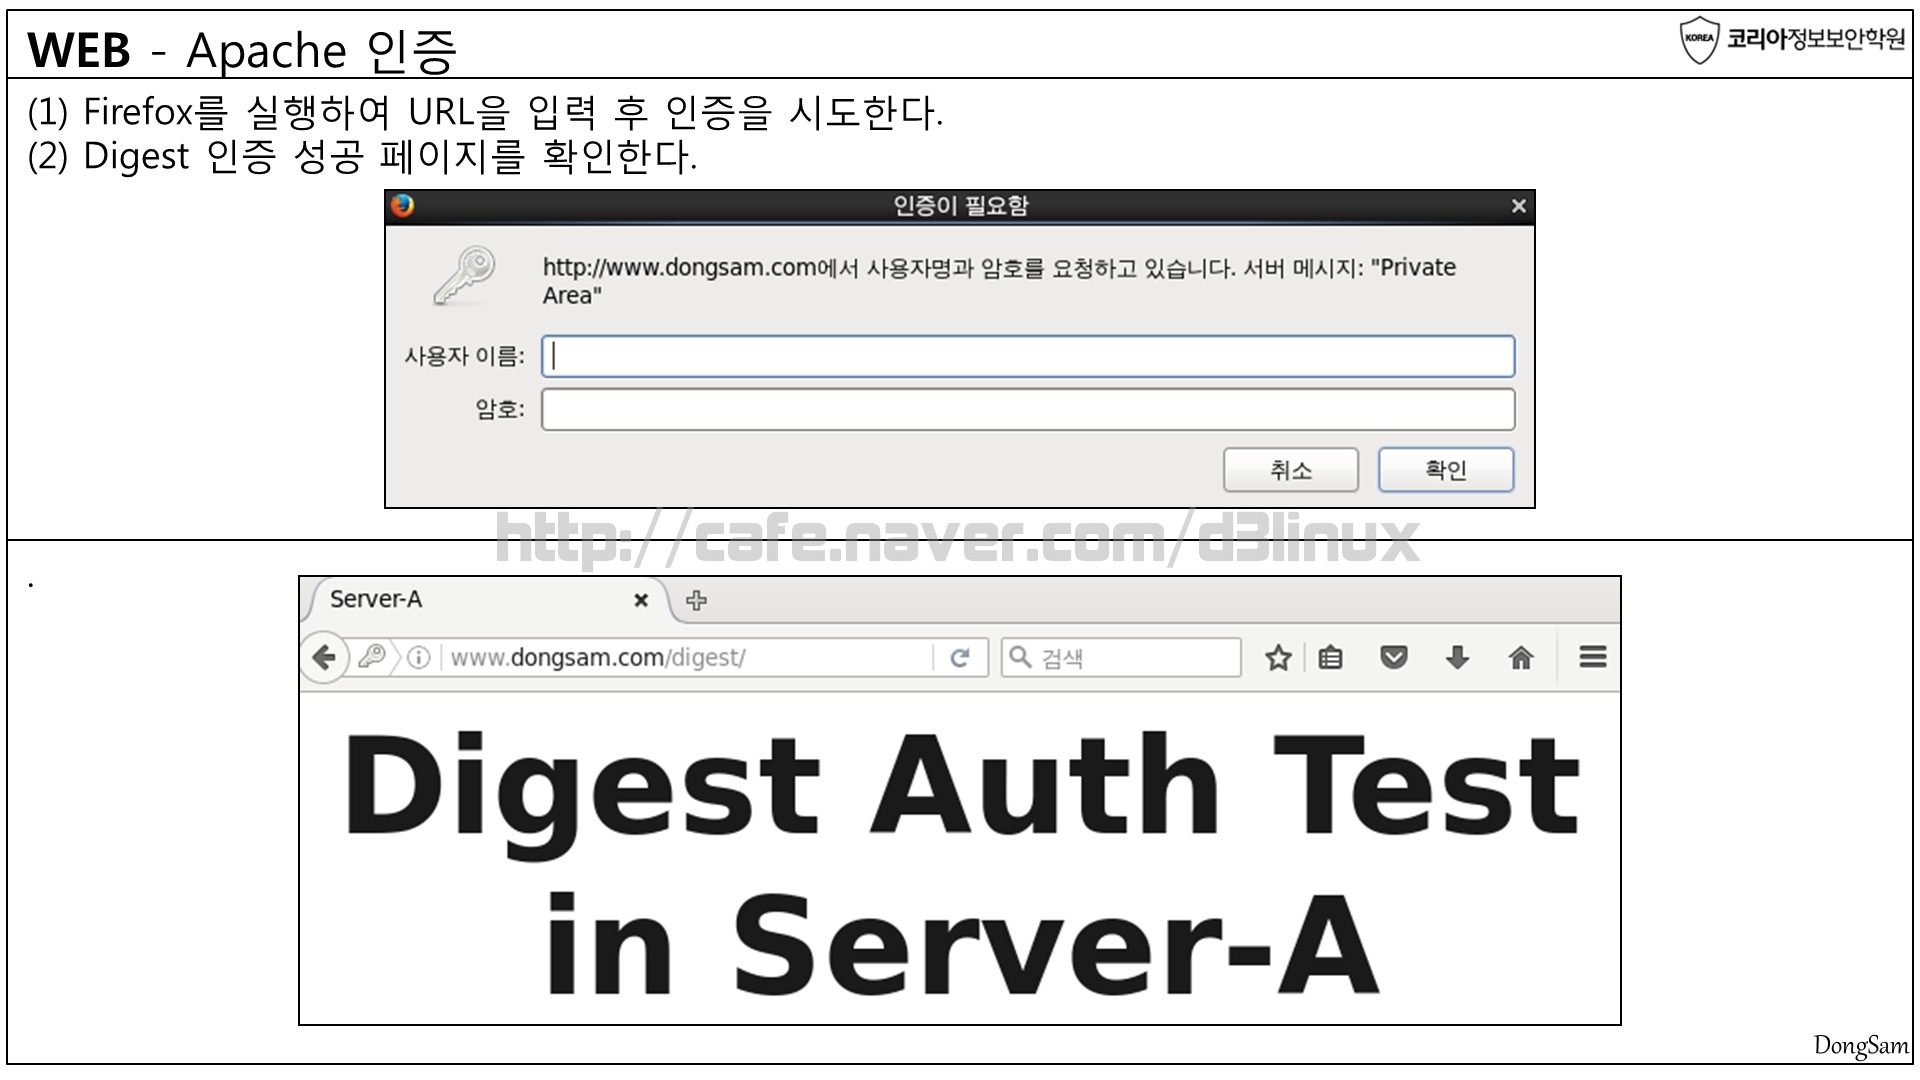 WEB - Apache 인증
KOREA 코리아정보보안학원
(1) Firefox를 실행하여 URL을 입력 후 인증을 시도한다.
(2) Digest 인증 성공 페이지를 확인한다.
인증이 필요함
http://www.dongsam.com에서 사용자명과 암호를 요청하고 있습니다. 서버 메시지: "Private
Area"
사용자 이름:
암호:
취소 확인
http://cafe.naver.com/d3linux
.
Server-A
www.dongsam.com/digest/ 검색
Digest Auth Test
in Server-A
DongSam